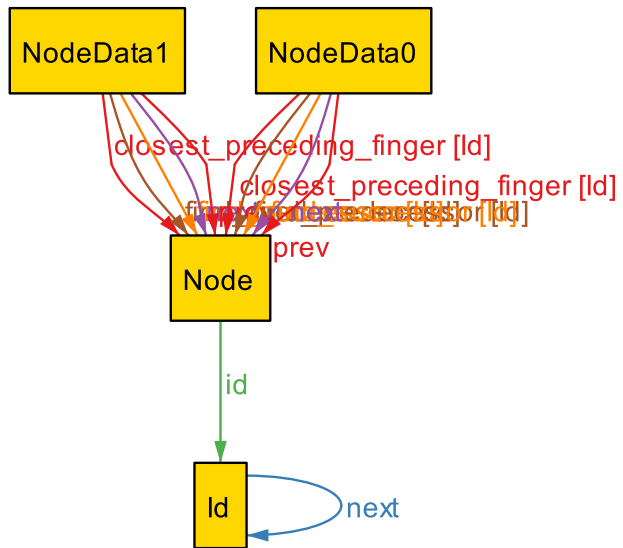 NodeData1
NodeData0
closest_preceding_finger [Id]
closest_preceding_finger [Id]
prev
Node
id
Id
next